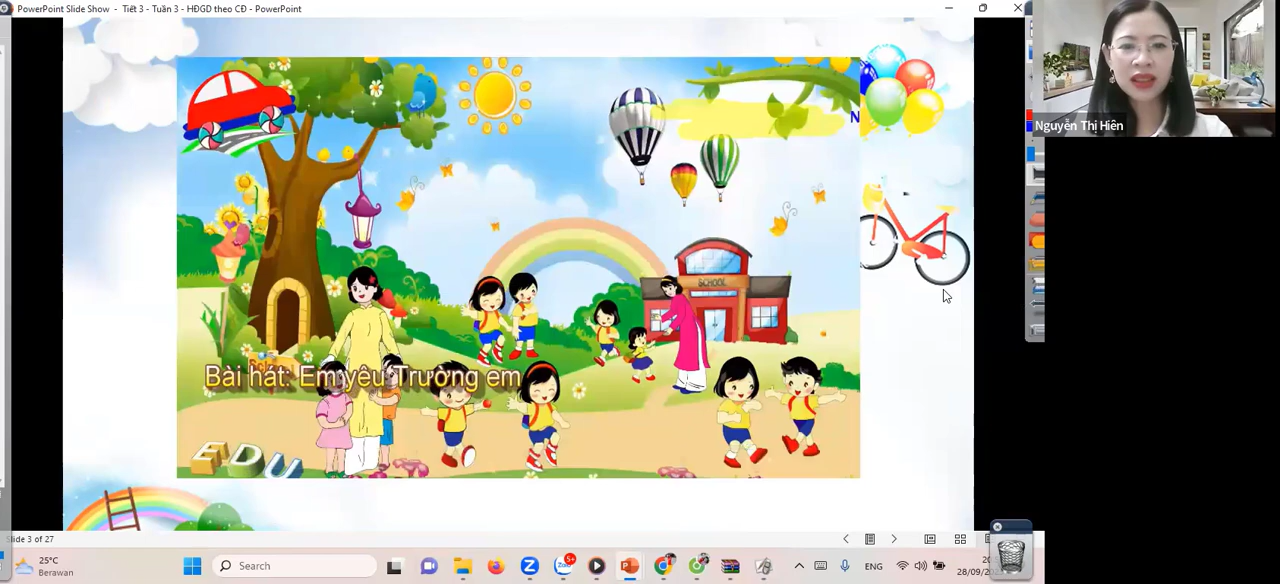 PowerPoint Slide Show - Tiết 3 - Tuần 3 - HĐGD theo CĐ - PowerPoint
Nguyễn Thị Hiên
N
SCHOOL
Bài hát: Em yêu Trường em
EDU
Slide 3 of 27
25°C
Berawan
Search
5+
ENG
28/09/2